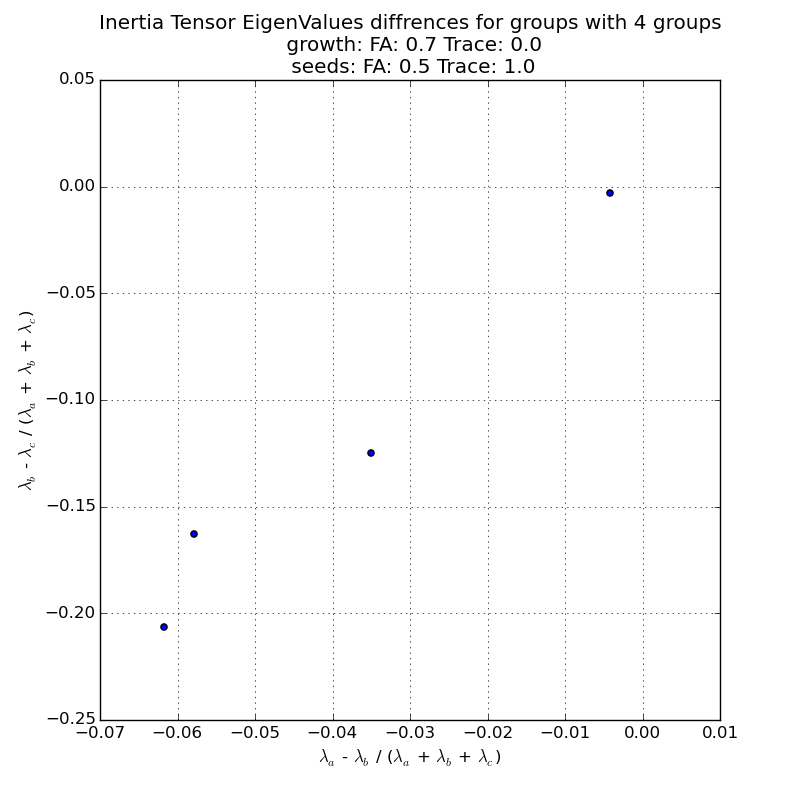 Inertia Tensor EigenValues diffrences for groups with 4 groups
growth: FA: 0.7 Trace: 0.0
seeds: FA: 0.5 Trace: 1.0
0.05
0.00
−0.05
−0.10
−0.15
−0.20
−0.25
λb - λc / (λa + λb + λc)
−0.07 −0.06 −0.05 −0.04 −0.03 −0.02 −0.01 0.00 0.01
λa - λb / (λa + λb + λc)